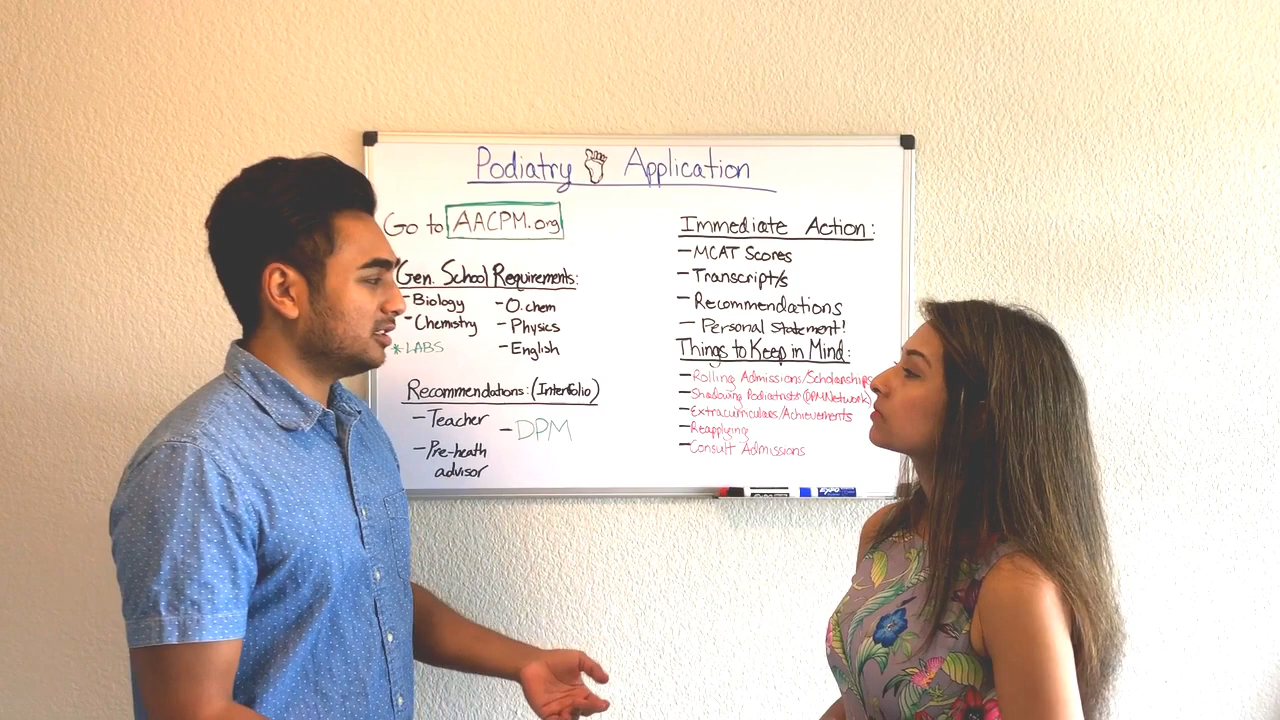 Podiatry Application
Go to AACPM.org
Gen. School Requirements:
- Biology
- Chemistry
* LABS
- O.chem
- Physics
- English
Recommendations: (Interfolio)
- Teacher
- Pre-heath
advisor
- DPM
Immediate Action:
- MCAT Scores
- Transcript/s
- Recommendations
- Personal statement!
Things to Keep in Mind:
- Rolling Admissions/Scholarships
- Shadowing Podiatrists (DPM Network)
- Extracurriculars/Achievements
- Reapplying
- Consult Admissions
EXPO